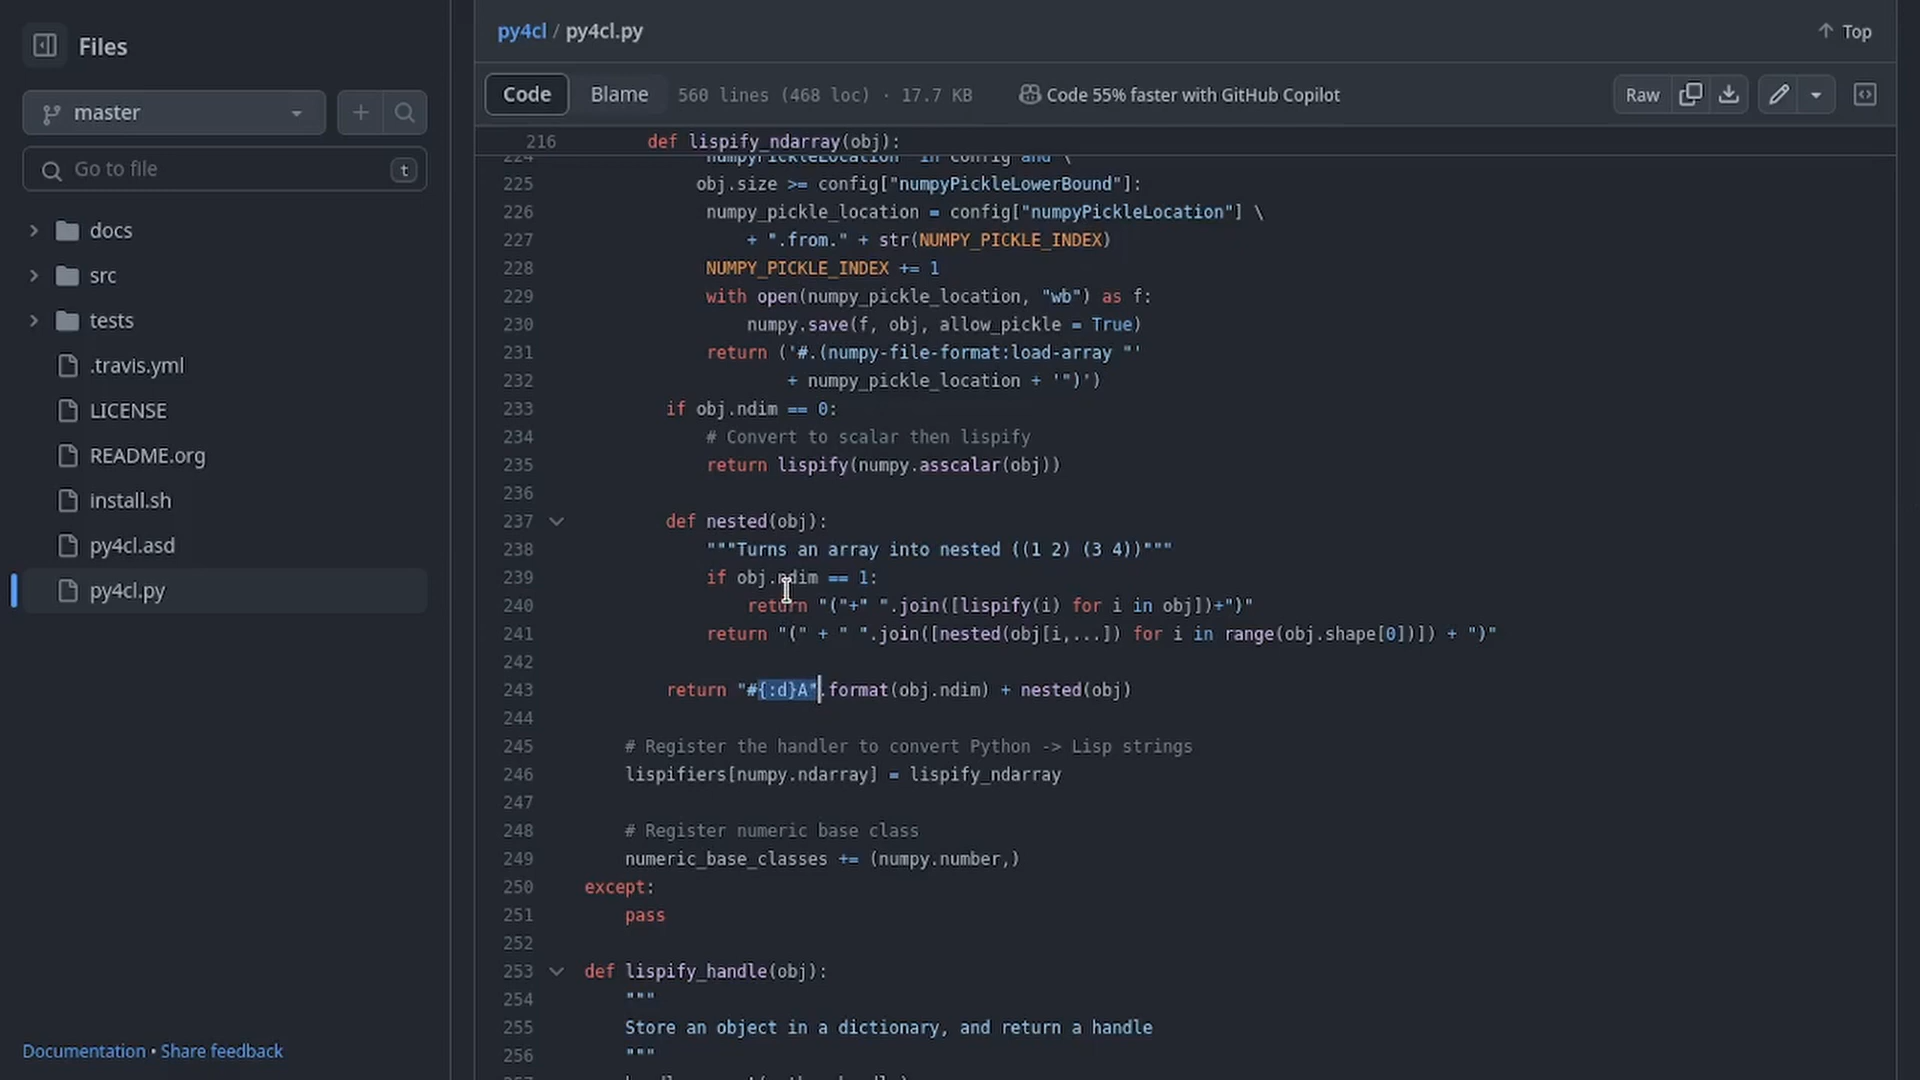 Files
master
Go to file
t
docs
src
tests
.travis.yml
LICENSE
README.org
install.sh
py4cl.asd
py4cl.py
Documentation • Share feedback
py4cl / py4cl.py
Top
Code
Blame
560 lines (468 loc) · 17.7 KB
Code 55% faster with GitHub Copilot
Raw
216 def lispify_ndarray(obj):
224 "numpyPickleLocation" in config and \
225 obj.size >= config["numpyPickleLowerBound"]:
226 numpy_pickle_location = config["numpyPickleLocation"] \
227 + ".from." + str(NUMPY_PICKLE_INDEX)
228 NUMPY_PICKLE_INDEX += 1
229 with open(numpy_pickle_location, "wb") as f:
230 numpy.save(f, obj, allow_pickle = True)
231 return ('#.(numpy-file-format:load-array "'
232 + numpy_pickle_location + '")')
233 if obj.ndim == 0:
234 # Convert to scalar then lispify
235 return lispify(numpy.asscalar(obj))
236
237 def nested(obj):
238 """Turns an array into nested ((1 2) (3 4))"""
239 if obj.ndim == 1:
240 return "("+" ".join([lispify(i) for i in obj])+")"
241 return "(" + " ".join([nested(obj[i,...]) for i in range(obj.shape[0])]) + ")"
242
243 return "#{:d}A".format(obj.ndim) + nested(obj)
244
245 # Register the handler to convert Python -> Lisp strings
246 lispifiers[numpy.ndarray] = lispify_ndarray
247
248 # Register numeric base class
249 numeric_base_classes += (numpy.number,)
250 except:
251 pass
252
253 def lispify_handle(obj):
254 """
255 Store an object in a dictionary, and return a handle
256 """